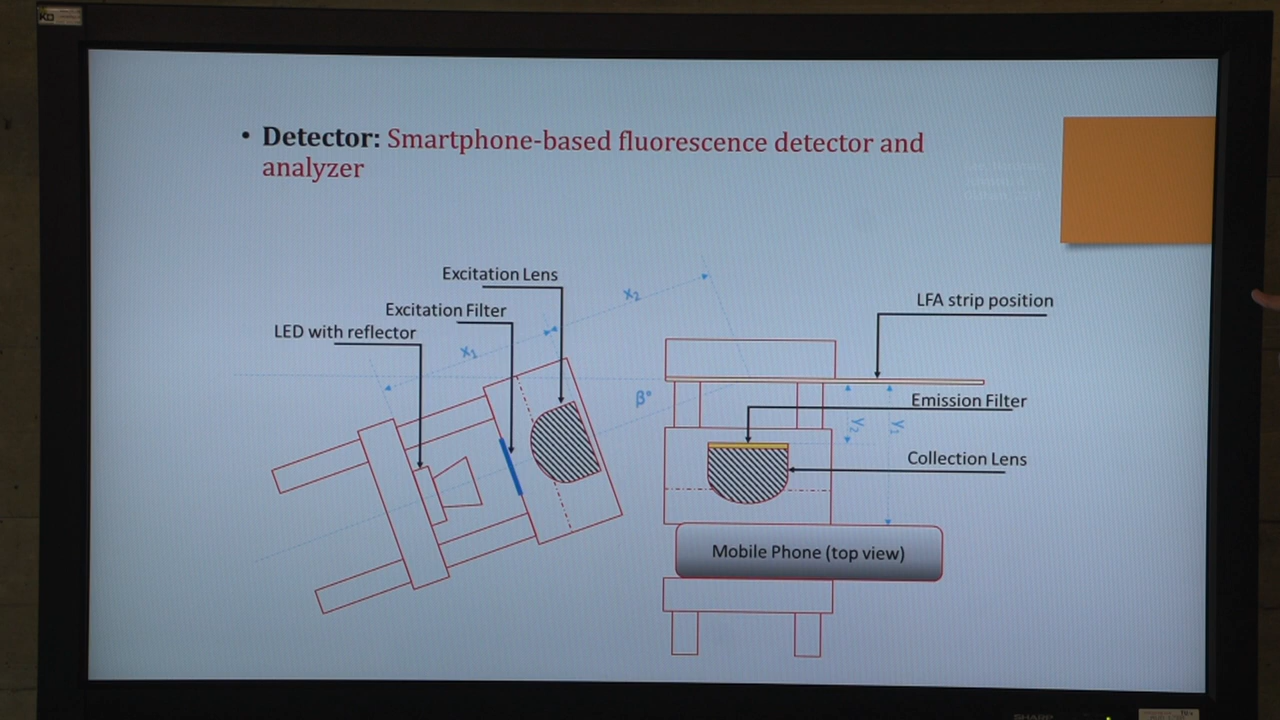 • Detector: Smartphone-based fluorescence detector and
analyzer
Excitation Lens
Excitation Filter
LED with reflector
X₁
X₂
β°
LFA strip position
Emission Filter
Y₂
Y₁
Collection Lens
Mobile Phone (top view)
SHARP